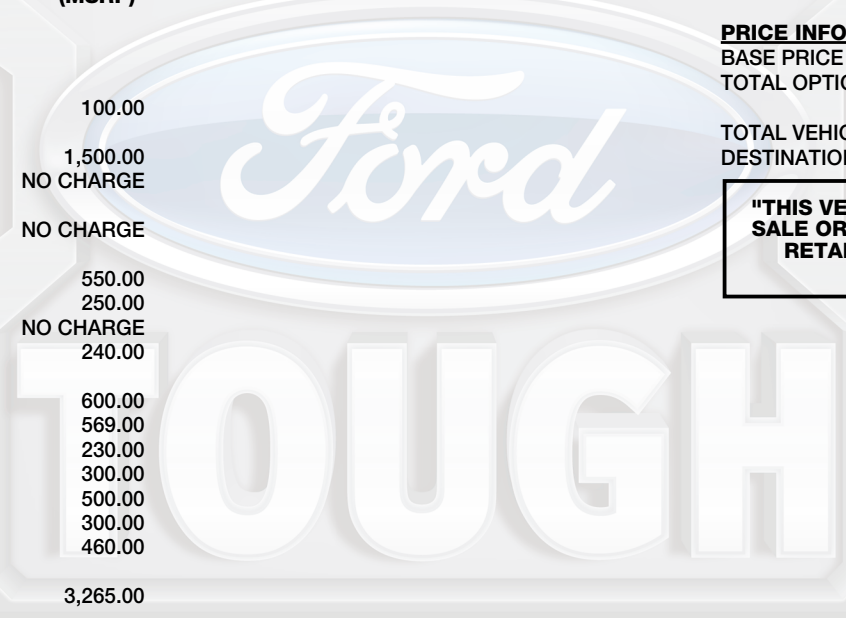 (MSRP)
100.00
1,500.00
NO CHARGE
NO CHARGE
550.00
250.00
NO CHARGE
240.00
600.00
569.00
230.00
300.00
500.00
300.00
460.00
3,265.00
PRICE INFO
BASE PRICE
TOTAL OPTIO
TOTAL VEHIC
DESTINATION
"THIS VE
SALE OR
RETAI
Ford
TOUGH